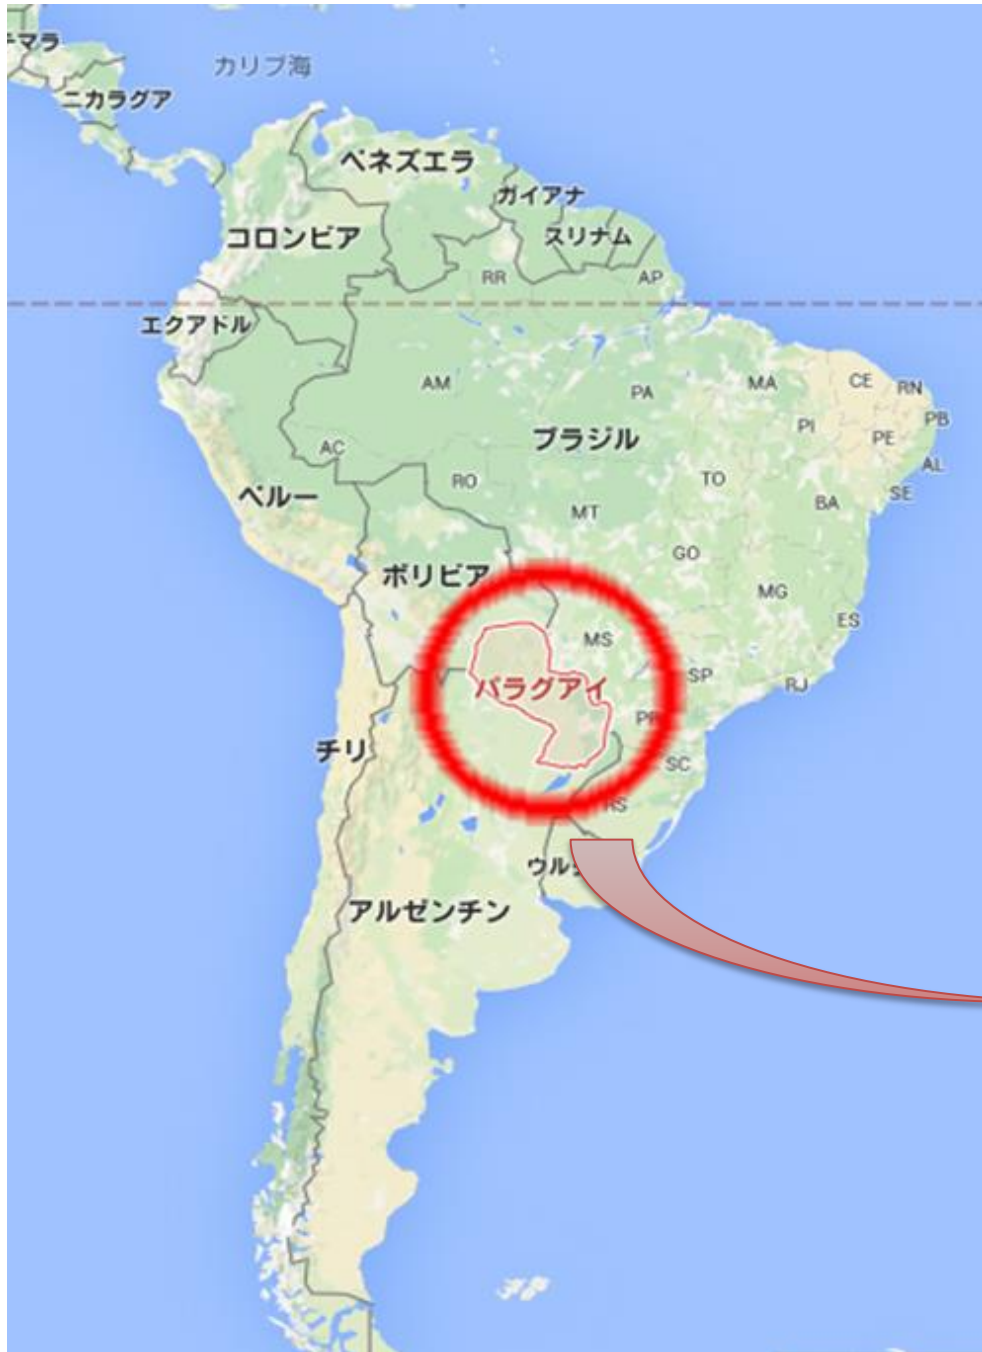 テマラ
カリブ海
ニカラグア
ベネズエラ
ガイアナ
コロンビア
スリナム
RR
AP
エクアドル
AM
PA
MA
CE
RN
PI
PE
PB
ブラジル
AC
AL
RO
TO
SE
ペルー
BA
MT
GO
ボリビア
MG
ES
MS
SP
RJ
パラグアイ
PR
チリ
SC
RS
ウル
アルゼンチン